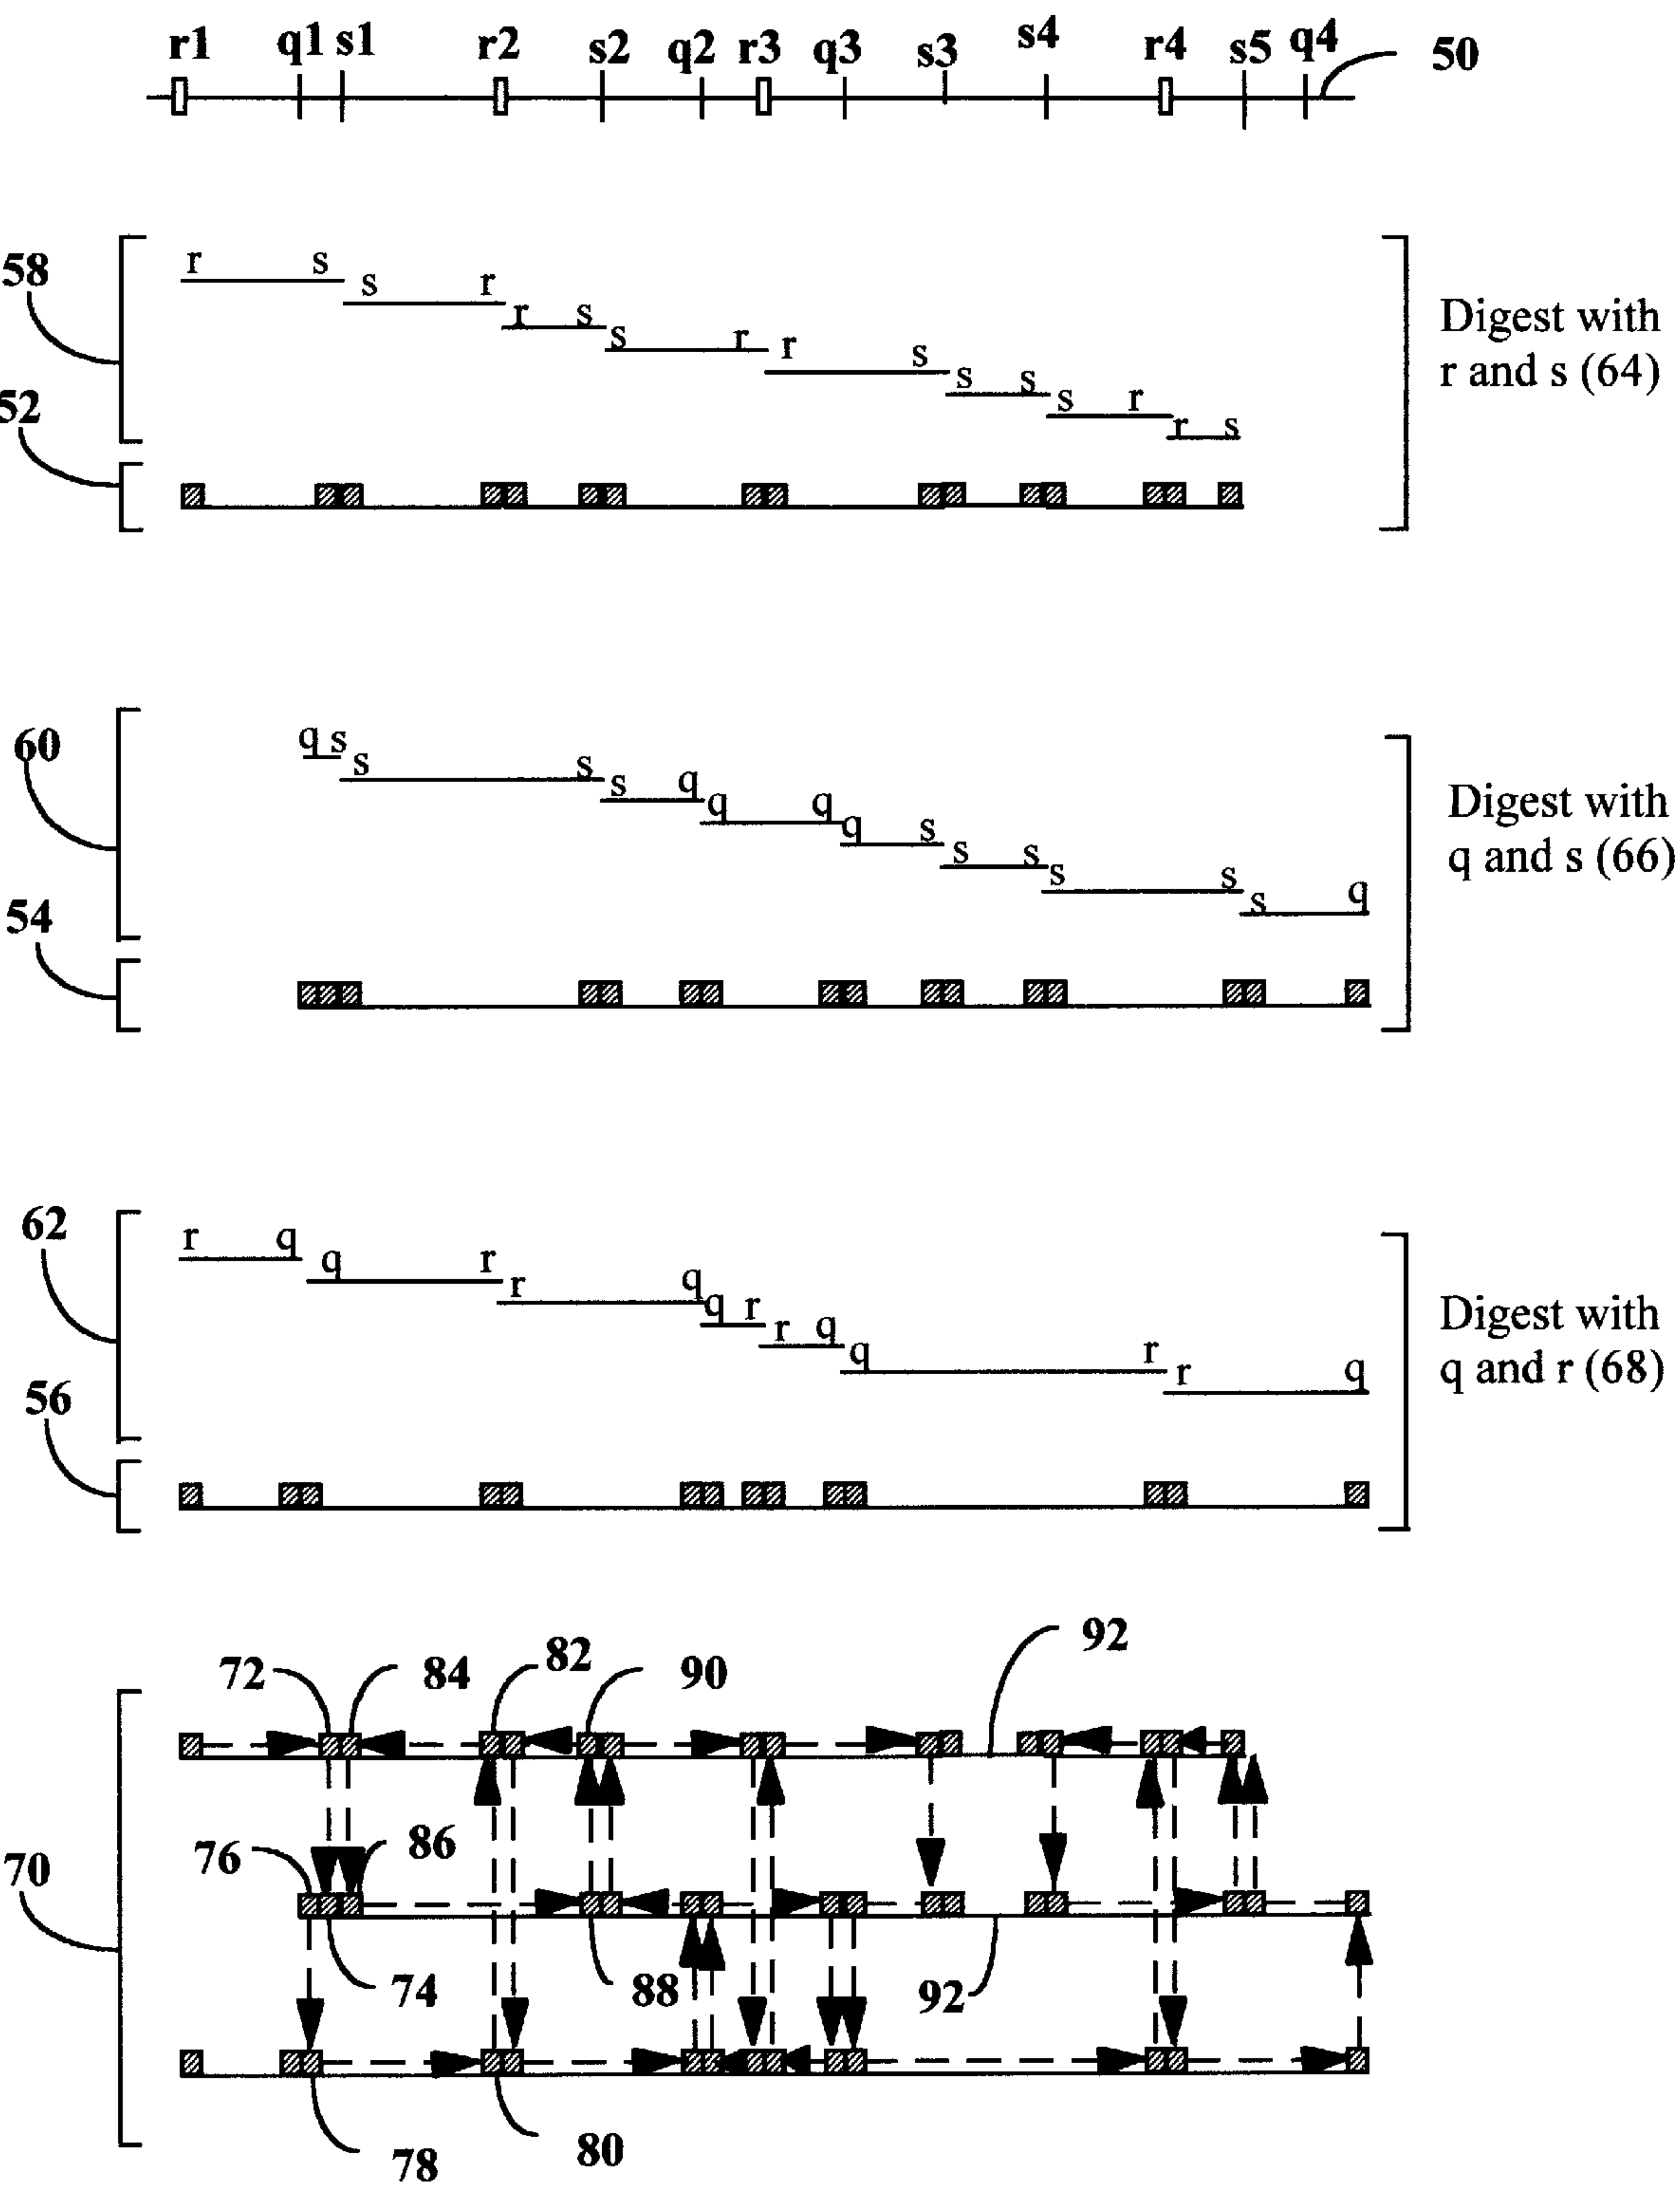 r1 q1 s1 r2 s2 q2 r3 q3 s3 s4 r4 s5 q4 50
58
r s
s r
r s
s r
r s
s s
s r
r s
Digest with
r and s (64)
52
60
q s
s s
s q
q q
q s
s s
s s
s q
Digest with
q and s (66)
54
62
r q
q r
r q
q r
r q
q r
r q
Digest with
q and r (68)
56
72 84 82 90 92
76 86
70
74 88 92
78 80